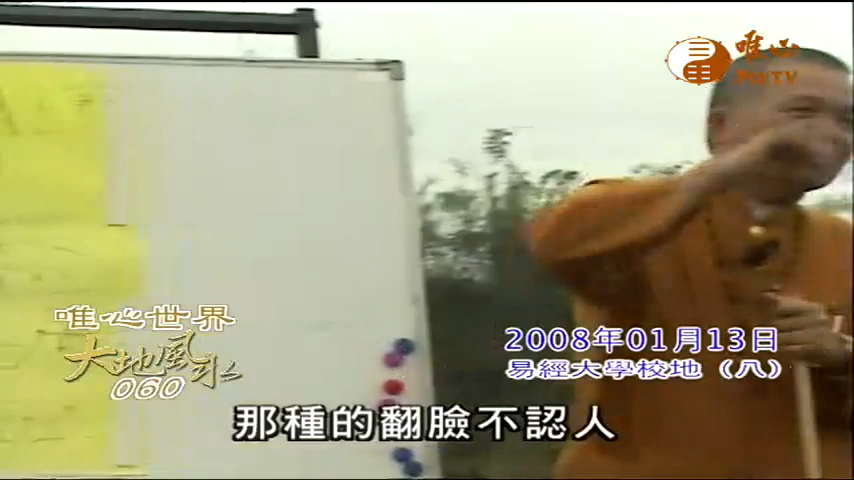 唯心
唯心世界
大地風水
060
2008年01月13日
易經大學校地（八）
那種的翻臉不認人